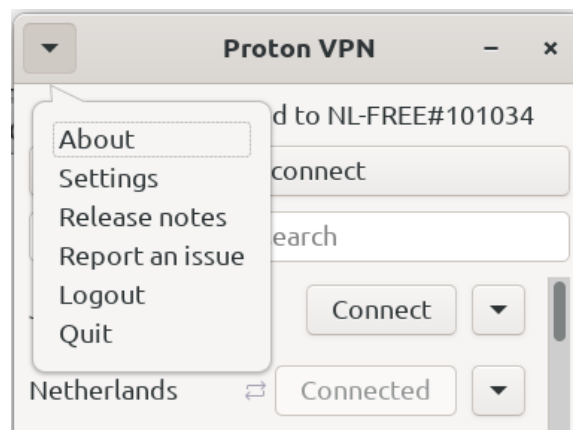 Proton VPN
d to NL-FREE#101034
About
connect
Settings
Release notes
earch
Report an issue
Logout
Connect
Quit
Netherlands
Connected